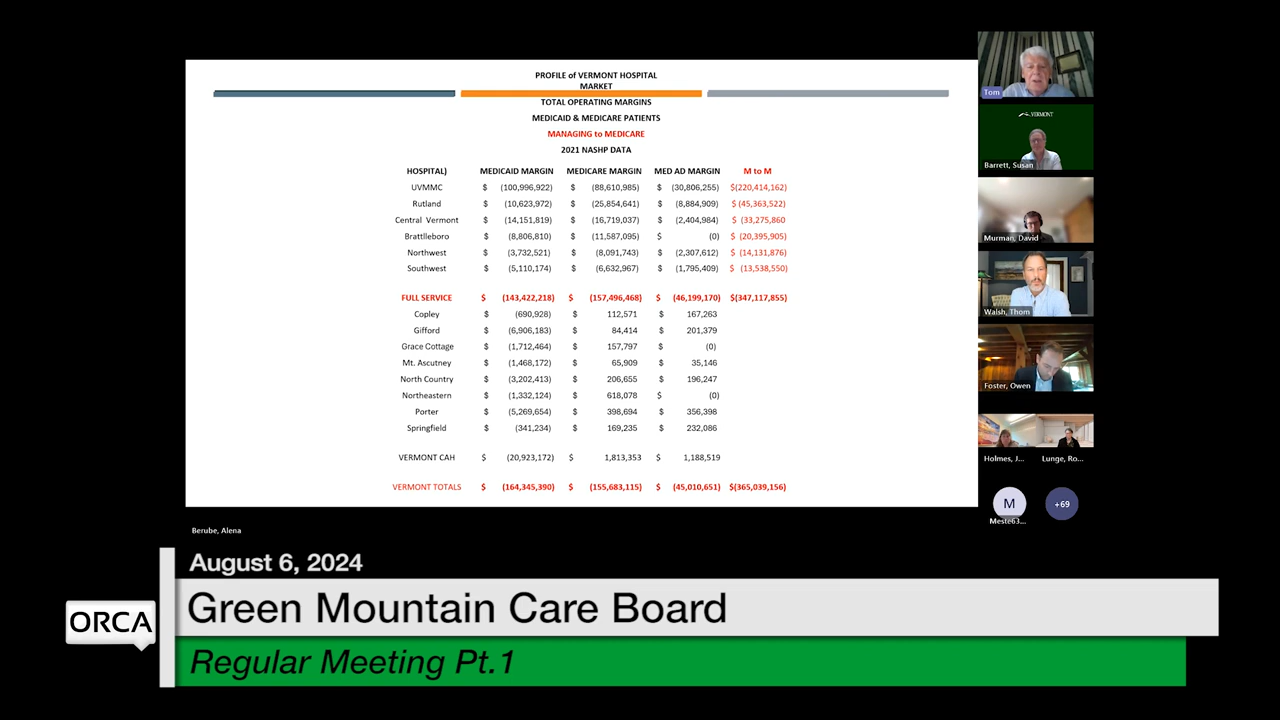 PROFILE of VERMONT HOSPITAL
MARKET
TOTAL OPERATING MARGINS
MEDICAID & MEDICARE PATIENTS
MANAGING to MEDICARE
2021 NASHP DATA
HOSPITAL) MEDICAID MARGIN MEDICARE MARGIN MED AD MARGIN M to M
UVMMC $ (100,996,922) $ (88,610,985) $ (30,806,255) $(220,414,162)
Rutland $ (10,623,972) $ (25,854,641) $ (8,884,909) $ (45,363,522)
Central Vermont $ (14,151,819) $ (16,719,037) $ (2,404,984) $ (33,275,860
Brattlleboro $ (8,806,810) $ (11,587,095) $ (0) $ (20,395,905)
Northwest $ (3,732,521) $ (8,091,743) $ (2,307,612) $ (14,131,876)
Southwest $ (5,110,174) $ (6,632,967) $ (1,795,409) $ (13,538,550)
FULL SERVICE $ (143,422,218) $ (157,496,468) $ (46,199,170) $(347,117,855)
Copley $ (690,928) $ 112,571 $ 167,263
Gifford $ (6,906,183) $ 84,414 $ 201,379
Grace Cottage $ (1,712,464) $ 157,797 $ (0)
Mt. Ascutney $ (1,468,172) $ 65,909 $ 35,146
North Country $ (3,202,413) $ 206,655 $ 196,247
Northeastern $ (1,332,124) $ 618,078 $ (0)
Porter $ (5,269,654) $ 398,694 $ 356,398
Springfield $ (341,234) $ 169,235 $ 232,086
VERMONT CAH $ (20,923,172) $ 1,813,353 $ 1,188,519
VERMONT TOTALS $ (164,345,390) $ (155,683,115) $ (45,010,651) $(365,039,156)
Tom
VERMONT
Barrett, Susan
Murman, David
Walsh, Thom
Foster, Owen
Holmes, J... Lunge, Ro...
M +69
Meste63...
Berube, Alena
August 6, 2024
ORCA
Green Mountain Care Board
Regular Meeting Pt.1